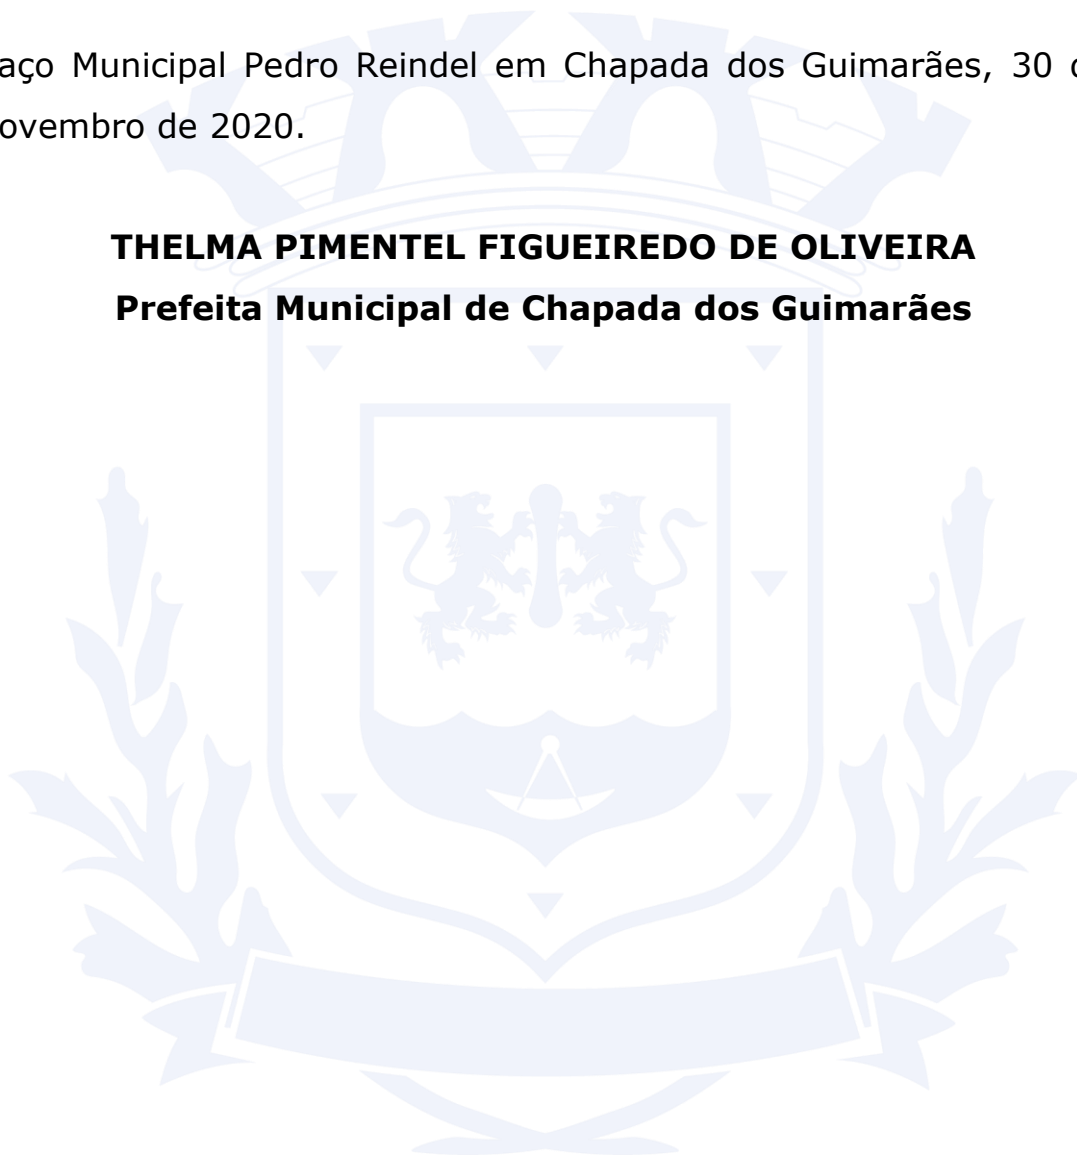 aço Municipal Pedro Reindel em Chapada dos Guimarães, 30 d
ovembro de 2020.
THELMA PIMENTEL FIGUEIREDO DE OLIVEIRA
Prefeita Municipal de Chapada dos Guimarães